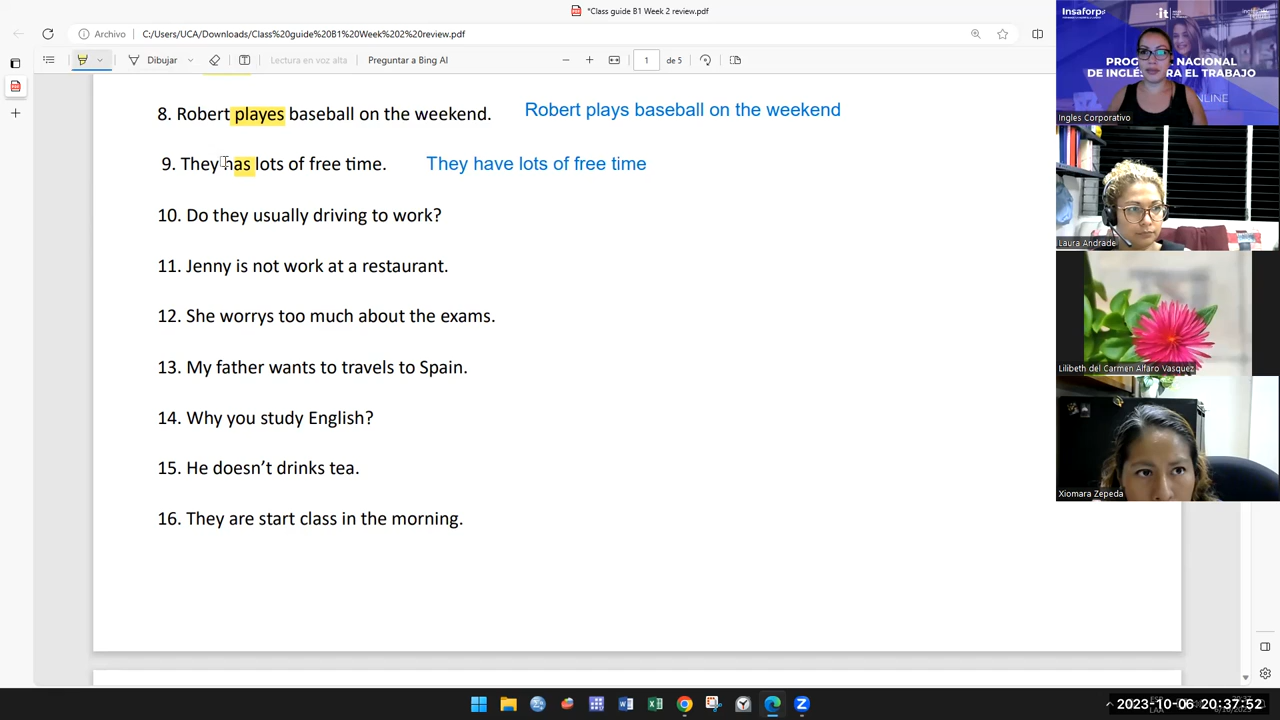 *Class guide B1 Week 2 review.pdf
Archivo C:/Users/UCA/Downloads/Class%20guide%20B1%20Week%202%20review.pdf
Dibujar Lectura en voz alta Preguntar a Bing AI 1 de 5
8. Robert playes baseball on the weekend. Robert plays baseball on the weekend
9. They has lots of free time. They have lots of free time
10. Do they usually driving to work?
11. Jenny is not work at a restaurant.
12. She worrys too much about the exams.
13. My father wants to travels to Spain.
14. Why you study English?
15. He doesn’t drinks tea.
16. They are start class in the morning.
Insaforp
NACIONAL
DE INGLÉS
EL TRABAJO
Ingles Corporativo
Laura Andrade
Lilibeth del Carmen Alfaro Vasquez
Xiomara Zepeda
2023-10-06 20:37:52